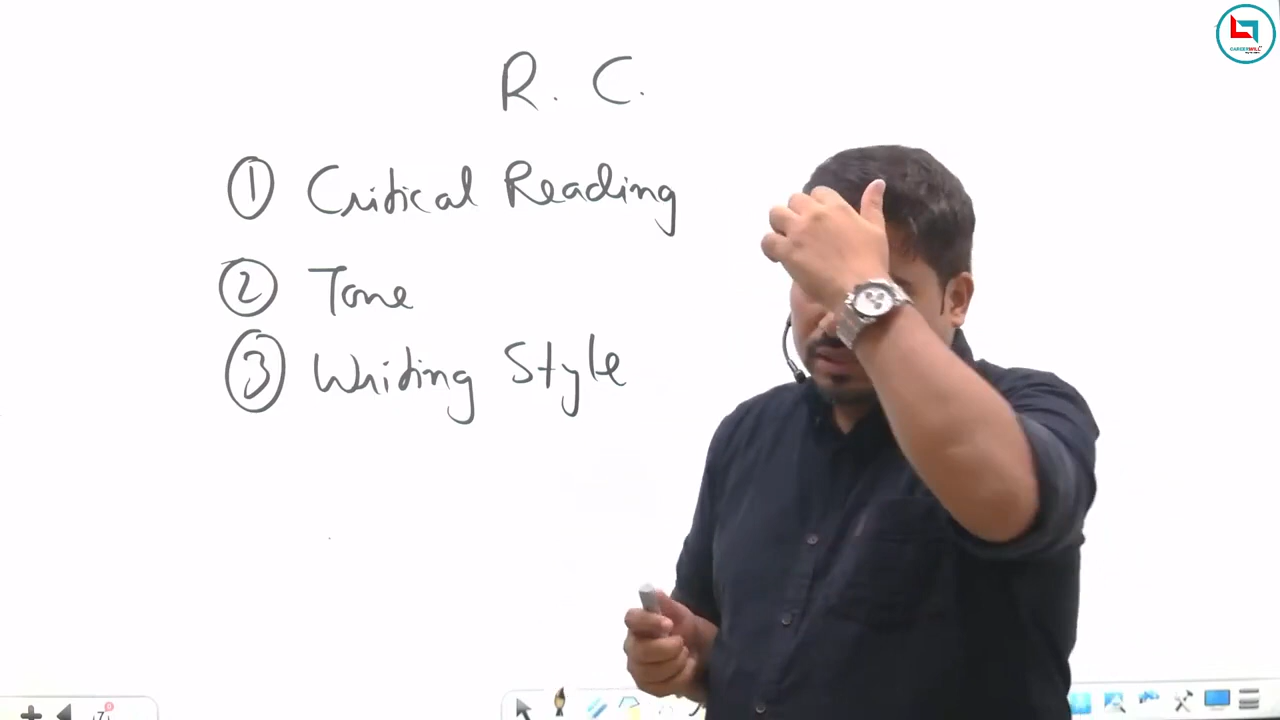 R. C.
① Critical Reading
② Tone
③ Writing Style